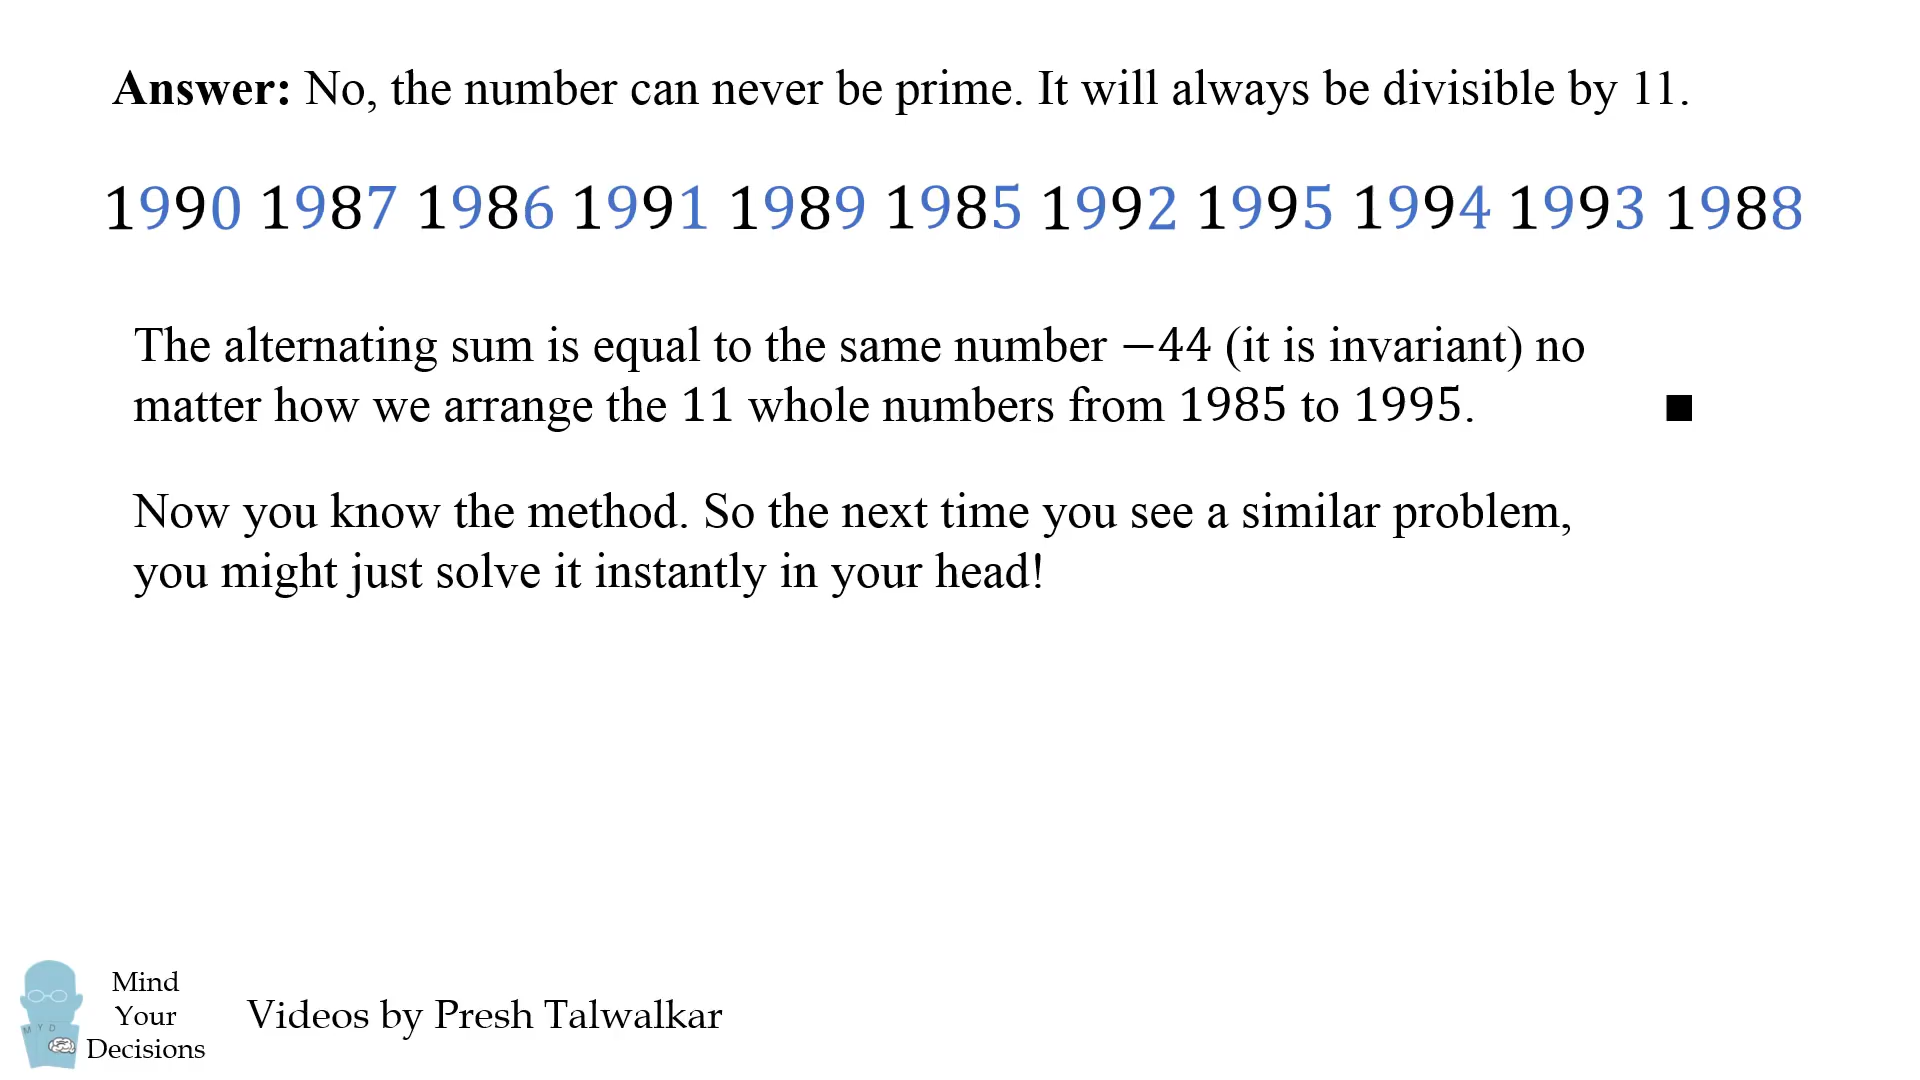 Answer: No, the number can never be prime. It will always be divisible by 11.
1990 1987 1986 1991 1989 1985 1992 1995 1994 1993 1988
The alternating sum is equal to the same number −44 (it is invariant) no
matter how we arrange the 11 whole numbers from 1985 to 1995. ■
Now you know the method. So the next time you see a similar problem,
you might just solve it instantly in your head!
M Y D
Mind
Your
Decisions
Videos by Presh Talwalkar